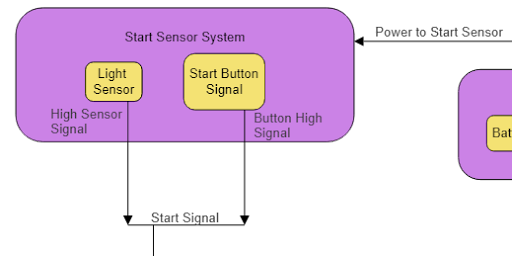 Start Sensor System
Power to Start Sensor
Light
Sensor
Start Button
Signal
High Sensor
Signal
Button High
Signal
Bat
Start Signal